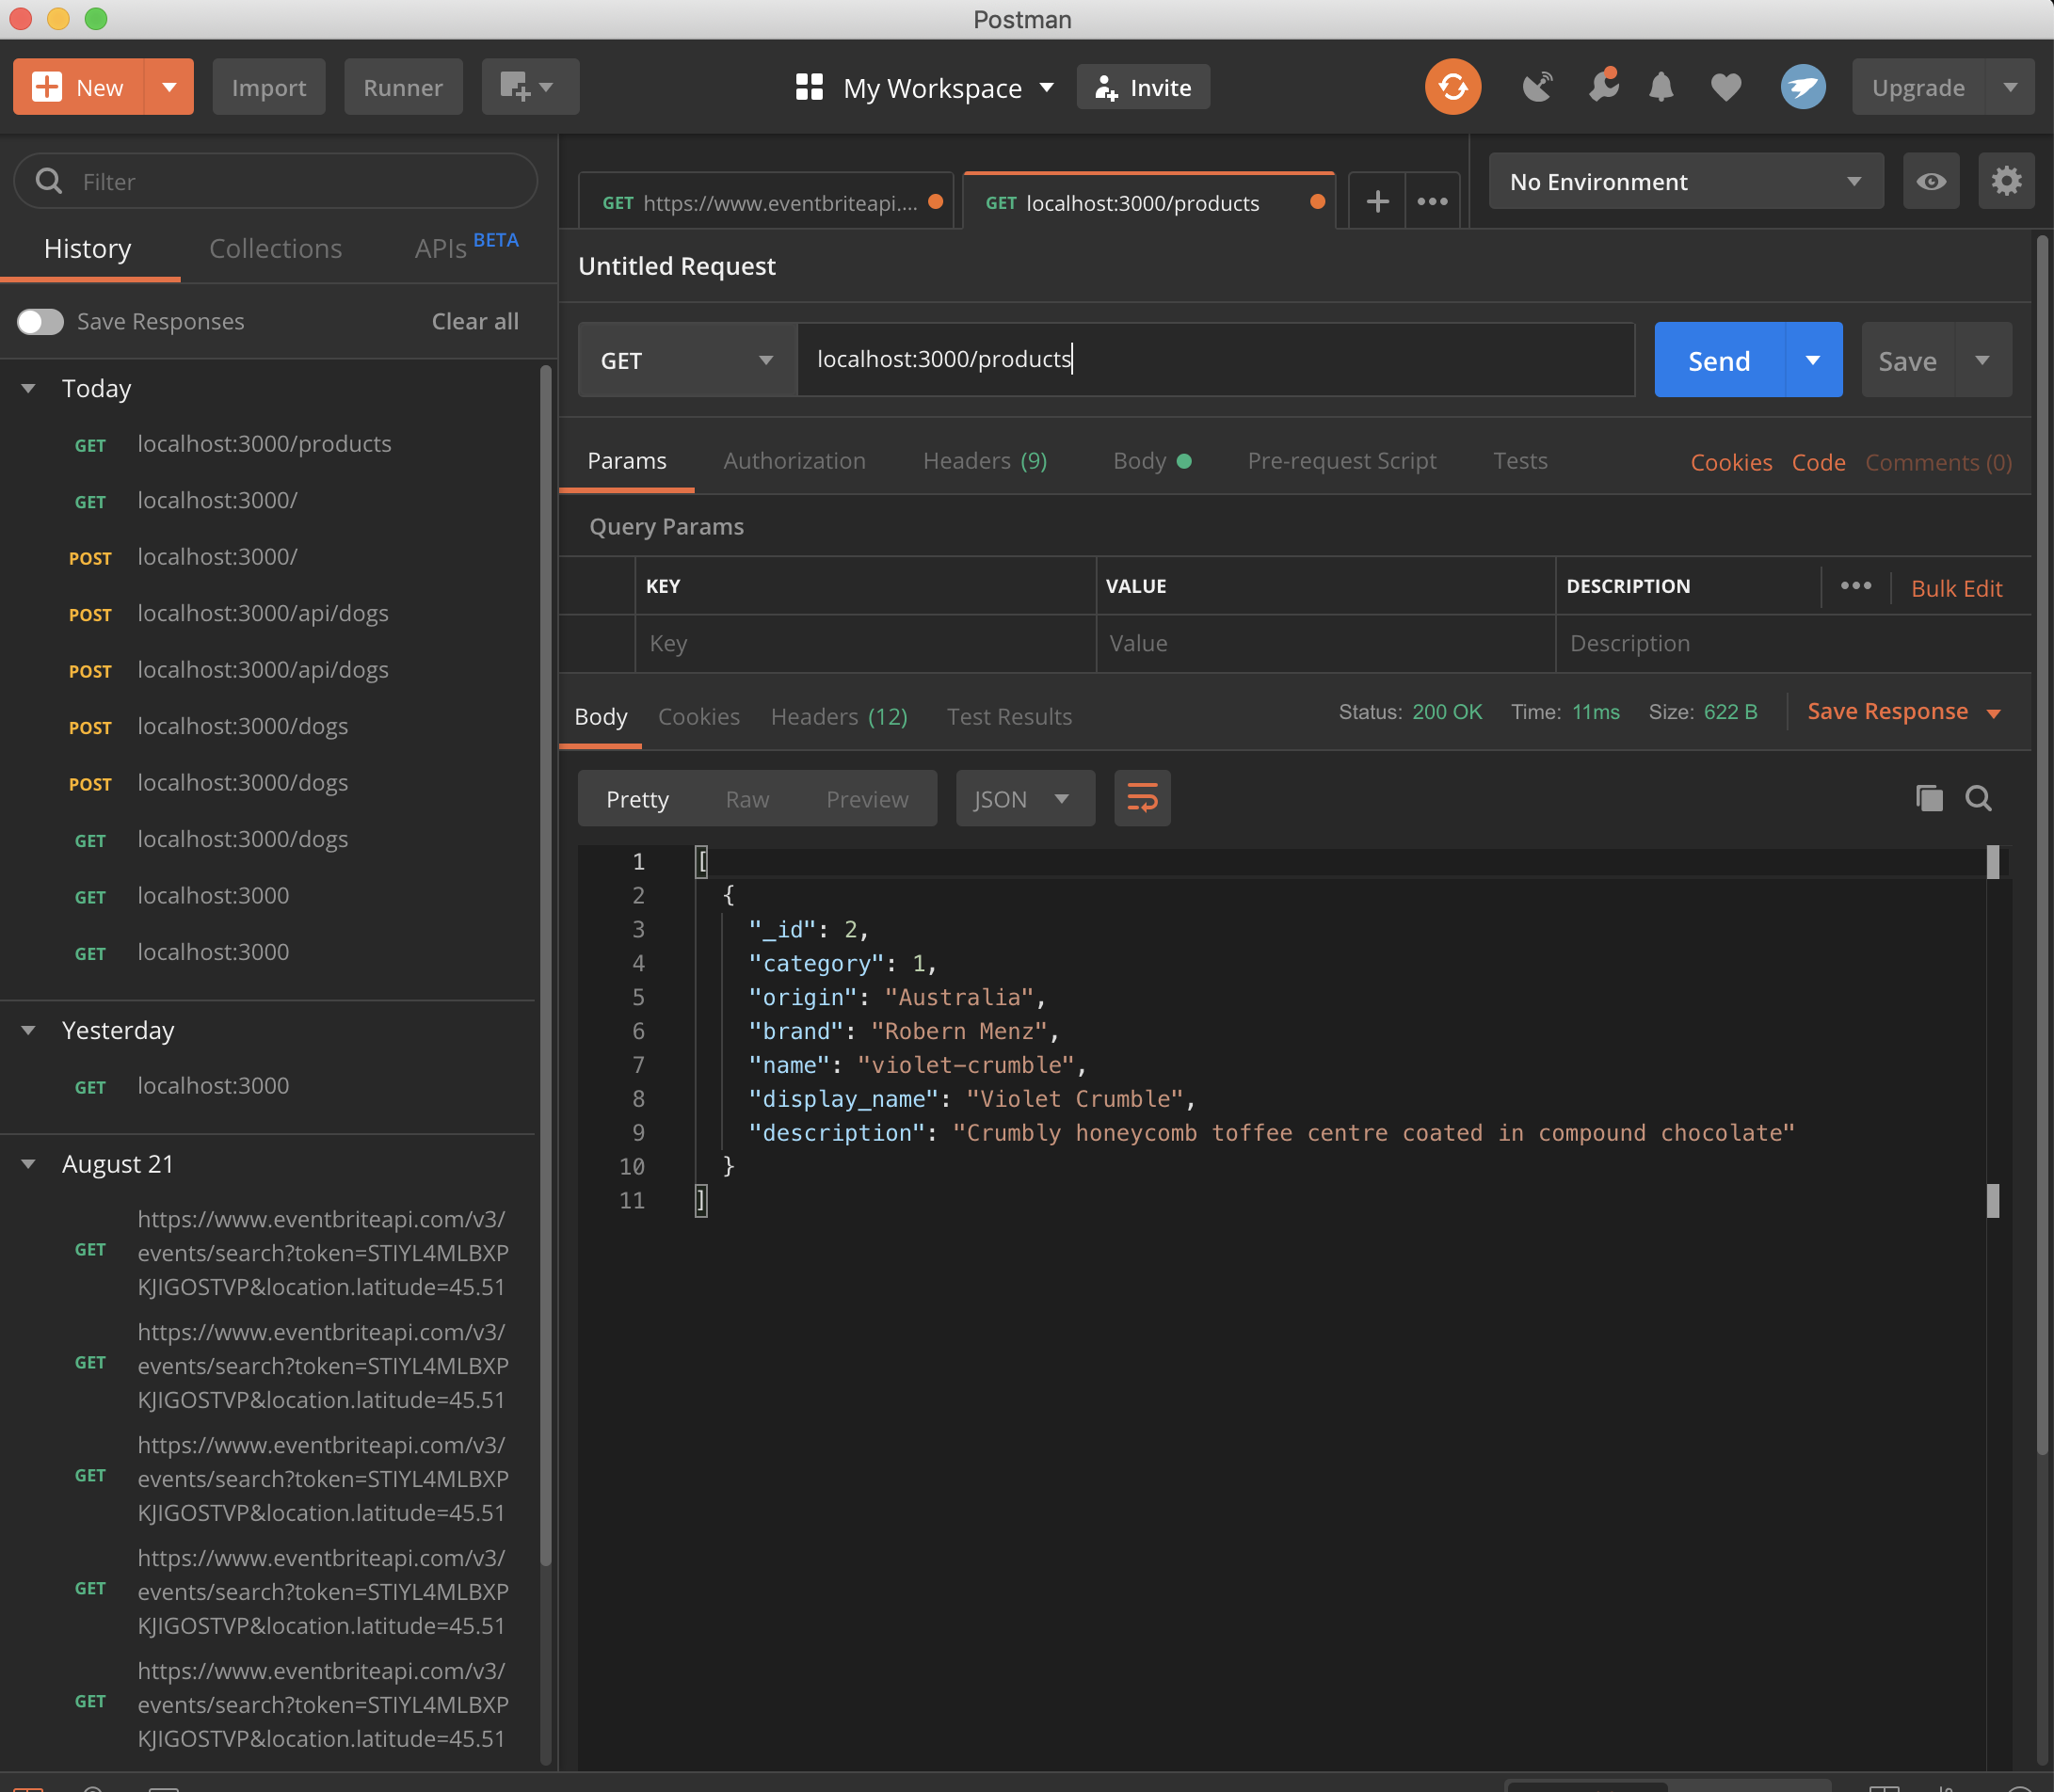 Postman
New
Import
Runner
My Workspace
Invite
Upgrade
Filter
History
Collections
APIs BETA
Save Responses
Clear all
Today
GET localhost:3000/products
GET localhost:3000/
POST localhost:3000/
POST localhost:3000/api/dogs
POST localhost:3000/api/dogs
POST localhost:3000/dogs
POST localhost:3000/dogs
GET localhost:3000/dogs
GET localhost:3000
GET localhost:3000
Yesterday
GET localhost:3000
August 21
https://www.eventbriteapi.com/v3/
GET events/search?token=STIYL4MLBXP
KJIGOSTVP&location.latitude=45.51
https://www.eventbriteapi.com/v3/
GET events/search?token=STIYL4MLBXP
KJIGOSTVP&location.latitude=45.51
https://www.eventbriteapi.com/v3/
GET events/search?token=STIYL4MLBXP
KJIGOSTVP&location.latitude=45.51
https://www.eventbriteapi.com/v3/
GET events/search?token=STIYL4MLBXP
KJIGOSTVP&location.latitude=45.51
https://www.eventbriteapi.com/v3/
GET events/search?token=STIYL4MLBXP
KJIGOSTVP&location.latitude=45.51
GET https://www.eventbriteapi....
GET localhost:3000/products
No Environment
Untitled Request
GET
localhost:3000/products
Send
Save
Params
Authorization
Headers (9)
Body
Pre-request Script
Tests
Cookies
Code
Comments (0)
Query Params
KEY
VALUE
DESCRIPTION
Bulk Edit
Key
Value
Description
Body
Cookies
Headers (12)
Test Results
Status: 200 OK
Time: 11ms
Size: 622 B
Save Response
Pretty
Raw
Preview
JSON
1 [
2 {
3 "_id": 2,
4 "category": 1,
5 "origin": "Australia",
6 "brand": "Robern Menz",
7 "name": "violet-crumble",
8 "display_name": "Violet Crumble",
9 "description": "Crumbly honeycomb toffee centre coated in compound chocolate"
10 }
11 ]